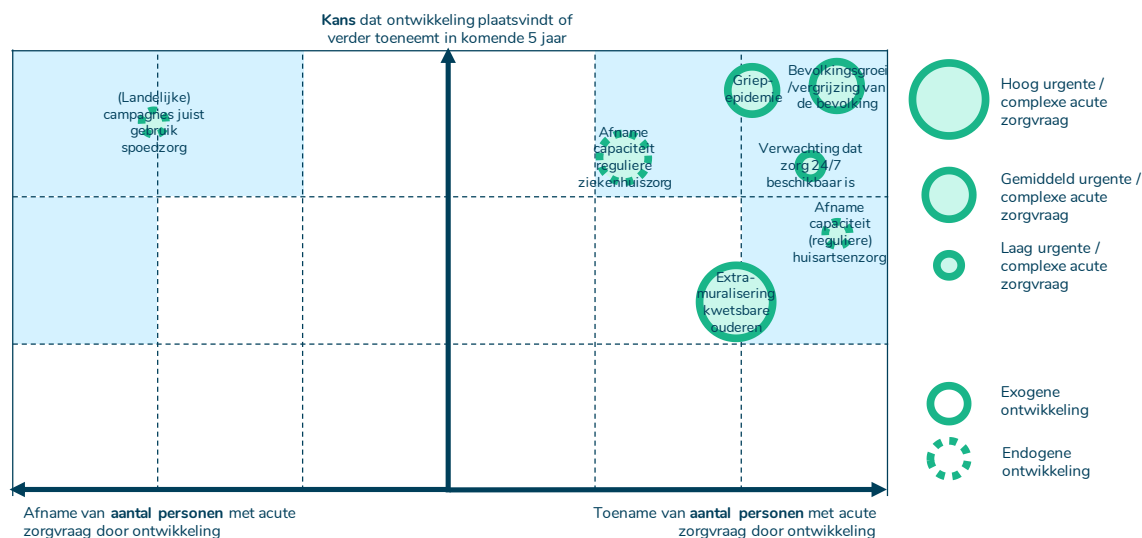 Kans dat ontwikkeling plaatsvindt of
verder toeneemt in komende 5 jaar
(Landelijke)
campagnes juist
gebruik
spoedzorg
Afname
capaciteit
reguliere
ziekenhuiszorg
Griep-
epidemie
Bevolkingsgroei
/vergrijzing van
de bevolking
Verwachting dat
zorg 24/7
beschikbaar is
Afname
capaciteit
(reguliere)
huisartsenzorg
Extra-
muralisering
kwetsbare
ouderen
Hoog urgente /
complexe acute
zorgvraag
Gemiddeld urgente /
complexe acute
zorgvraag
Laag urgente /
complexe acute
zorgvraag
Exogene
ontwikkeling
Endogene
ontwikkeling
Afname van aantal personen met acute
zorgvraag door ontwikkeling
Toename van aantal personen met acute
zorgvraag door ontwikkeling